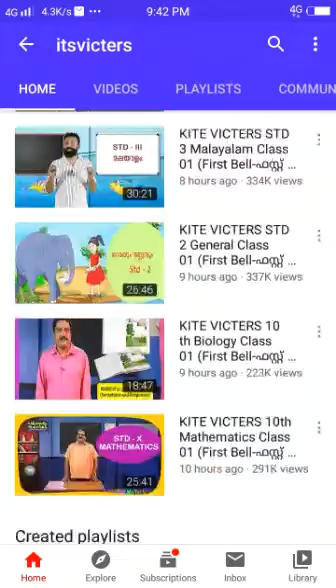 4G 4.3K/s ••• 9:42 PM 4G
itsvicters
HOME VIDEOS PLAYLISTS COMMUN
STD - III
മലയാളം
30:21
KITE VICTERS STD
3 Malayalam Class
01 (First Bell-ഫസ്റ്റ് ...
8 hours ago · 334K views
Std - 2
26:46
KITE VICTERS STD
2 General Class
01 (First Bell-ഫസ്റ്റ് ...
9 hours ago · 337K views
18:47
KITE VICTERS 10
th Biology Class
01 (First Bell-ഫസ്റ്റ് ...
9 hours ago · 223K views
STD - X
MATHEMATICS
25:41
KITE VICTERS 10th
Mathematics Class
01 (First Bell-ഫസ്റ്റ് ...
10 hours ago · 291K views
Created playlists
Home Explore Subscriptions Inbox Library